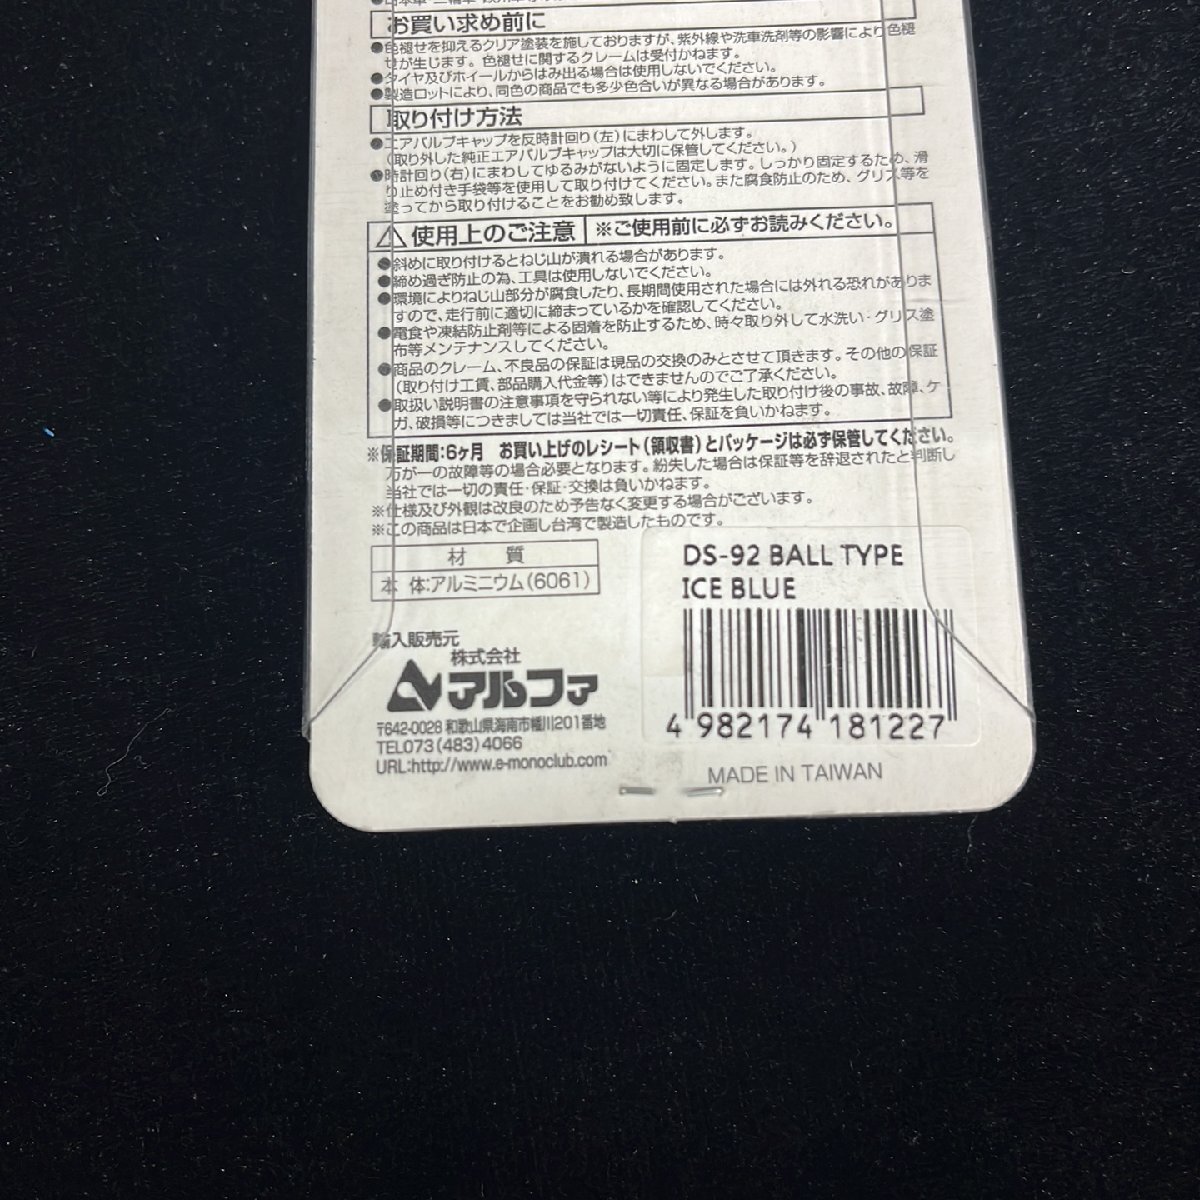 お買い求め前に
●色褪せを抑えるクリア塗装を施しておりますが、紫外線や洗車洗剤等の影響により色褪
せが生じます。色褪せに関するクレームは受付かねます。
●タイヤ及びホイールからはみ出る場合は使用しないでください。
●製造ロットにより、同色の商品でも多少色合いが異なる場合があります。
取り付け方法
●エアバルブキャップを反時計回り(左)にまわして外します。
(取り外した純正エアバルブキャップは大切に保管してください。)
●時計回り(右)にまわしてゆるみがないように固定します。しっかり固定するため、滑
り止め付き手袋等を使用して取り付けてください。また腐食防止のため、グリス等を
塗ってから取り付けることをお勧め致します。
⚠使用上のご注意 ※ご使用前に必ずお読みください。
●斜めに取り付けるとねじ山が潰れる場合があります。
●締め過ぎ防止の為、工具は使用しないでください。
●環境によりねじ山部分が腐食したり、長期間使用された場合には外れる恐れがありま
すので、走行前に適切に締まっているかを確認してください。
●電食や凍結防止剤等による固着を防止するため、時々取り外して水洗い・グリス塗
布等メンテナンスしてください。
●商品のクレーム、不良品の保証は現品の交換のみとさせて頂きます。その他の保証
(取り付け工賃、部品購入代金等)はできませんのでご了承ください。
●取扱い説明書の注意事項を守られない等により発生した取り付け後の事故、故障、ケ
ガ、破損等につきましては当社では一切責任、保証を負いかねます。
※保証期間:6ヶ月 お買い上げのレシート(領収書)とパッケージは必ず保管してください。
万が一の故障等の場合必要となります。紛失した場合は保証等を辞退されたと判断し
当社では一切の責任・保証・交換は負いかねます。
※仕様及び外観は改良のため予告なく変更する場合がございます。
※この商品は日本で企画し台湾で製造したものです。
材 質
本 体:アルミニウム(6061)
DS-92 BALL TYPE
ICE BLUE
4 982174 181227
MADE IN TAIWAN
輸入販売元
株式会社
アルファ
〒642-0028 和歌山県海南市幡川201番地
TEL073(483)4066
URL:http://www.e-monoclub.com